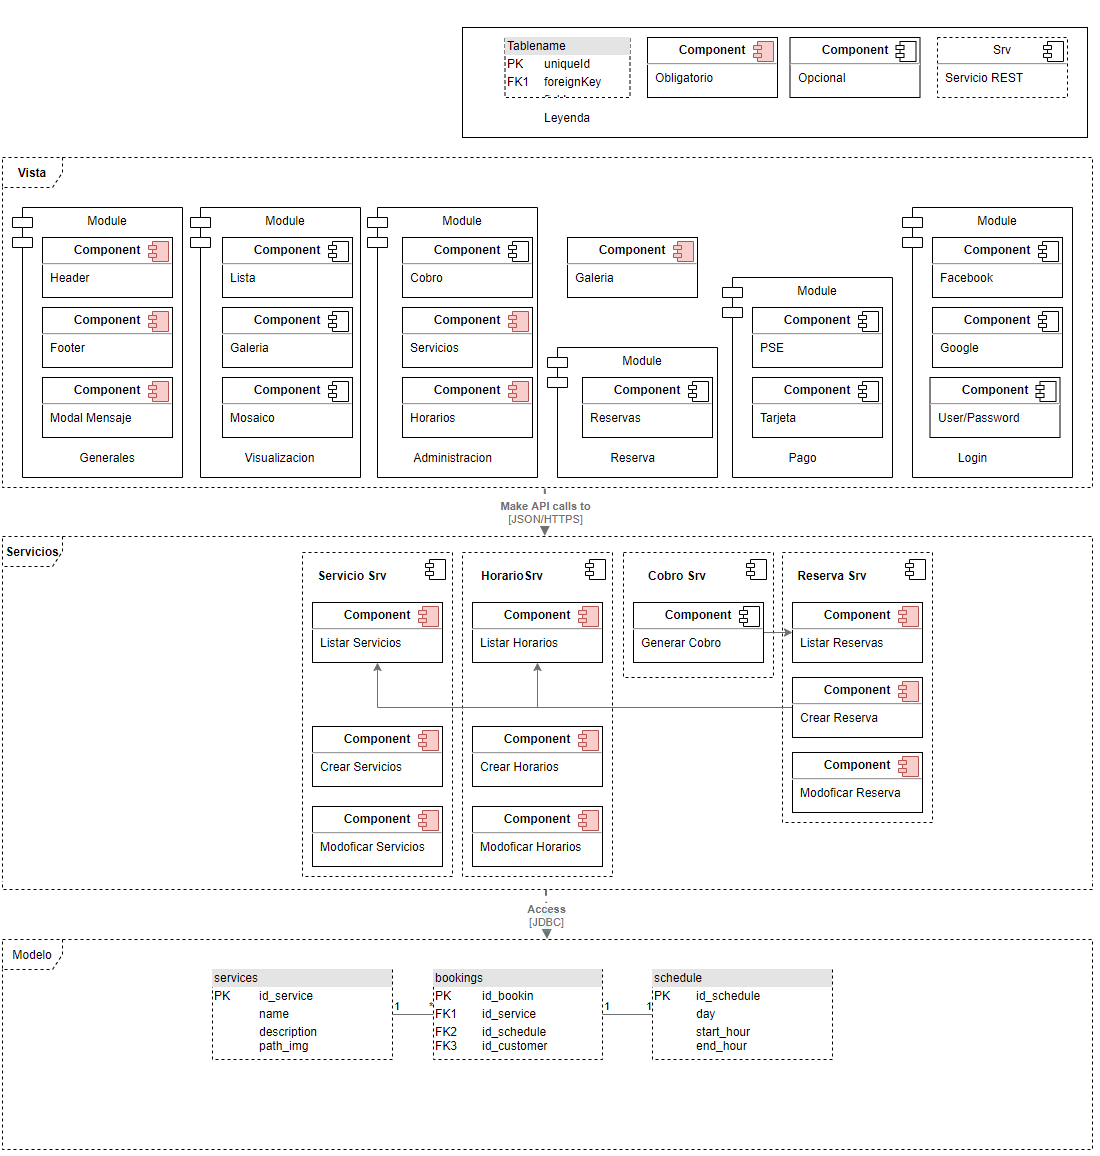 Tablename
PK uniqueId
FK1 foreignKey
Component
Obligatorio
Component
Opcional
Srv
Servicio REST
Leyenda
Vista
Module
Component
Header
Component
Footer
Component
Modal Mensaje
Generales
Module
Component
Lista
Component
Galeria
Component
Mosaico
Visualizacion
Module
Component
Cobro
Component
Servicios
Component
Horarios
Administracion
Component
Galeria
Module
Component
Reservas
Reserva
Module
Component
PSE
Component
Tarjeta
Pago
Module
Component
Facebook
Component
Google
Component
User/Password
Login
Make API calls to
[JSON/HTTPS]
Servicios
Servicio Srv
Component
Listar Servicios
Component
Crear Servicios
Component
Modoficar Servicios
Horario Srv
Component
Listar Horarios
Component
Crear Horarios
Component
Modoficar Horarios
Cobro Srv
Component
Generar Cobro
Reserva Srv
Component
Listar Reservas
Component
Crear Reserva
Component
Modoficar Reserva
Access
[JDBC]
Modelo
services
PK id_service
name
description
path_img
1 *
bookings
PK id_bookin
FK1 id_service
FK2 id_schedule
FK3 id_customer
1 1
schedule
PK id_schedule
day
start_hour
end_hour